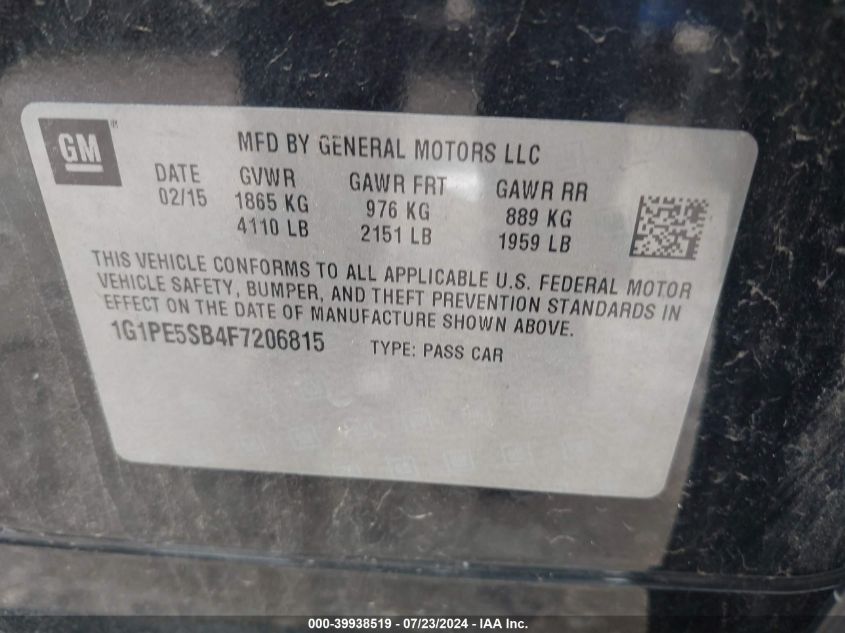 GM ®
MFD BY GENERAL MOTORS LLC
DATE GVWR GAWR FRT GAWR RR
02/15 1865 KG 976 KG 889 KG
4110 LB 2151 LB 1959 LB
THIS VEHICLE CONFORMS TO ALL APPLICABLE U.S. FEDERAL MOTOR
VEHICLE SAFETY, BUMPER, AND THEFT PREVENTION STANDARDS IN
EFFECT ON THE DATE OF MANUFACTURE SHOWN ABOVE.
1G1PE5SB4F7206815 TYPE: PASS CAR
000-39938519 / 07/23/2024 - IAA Inc.